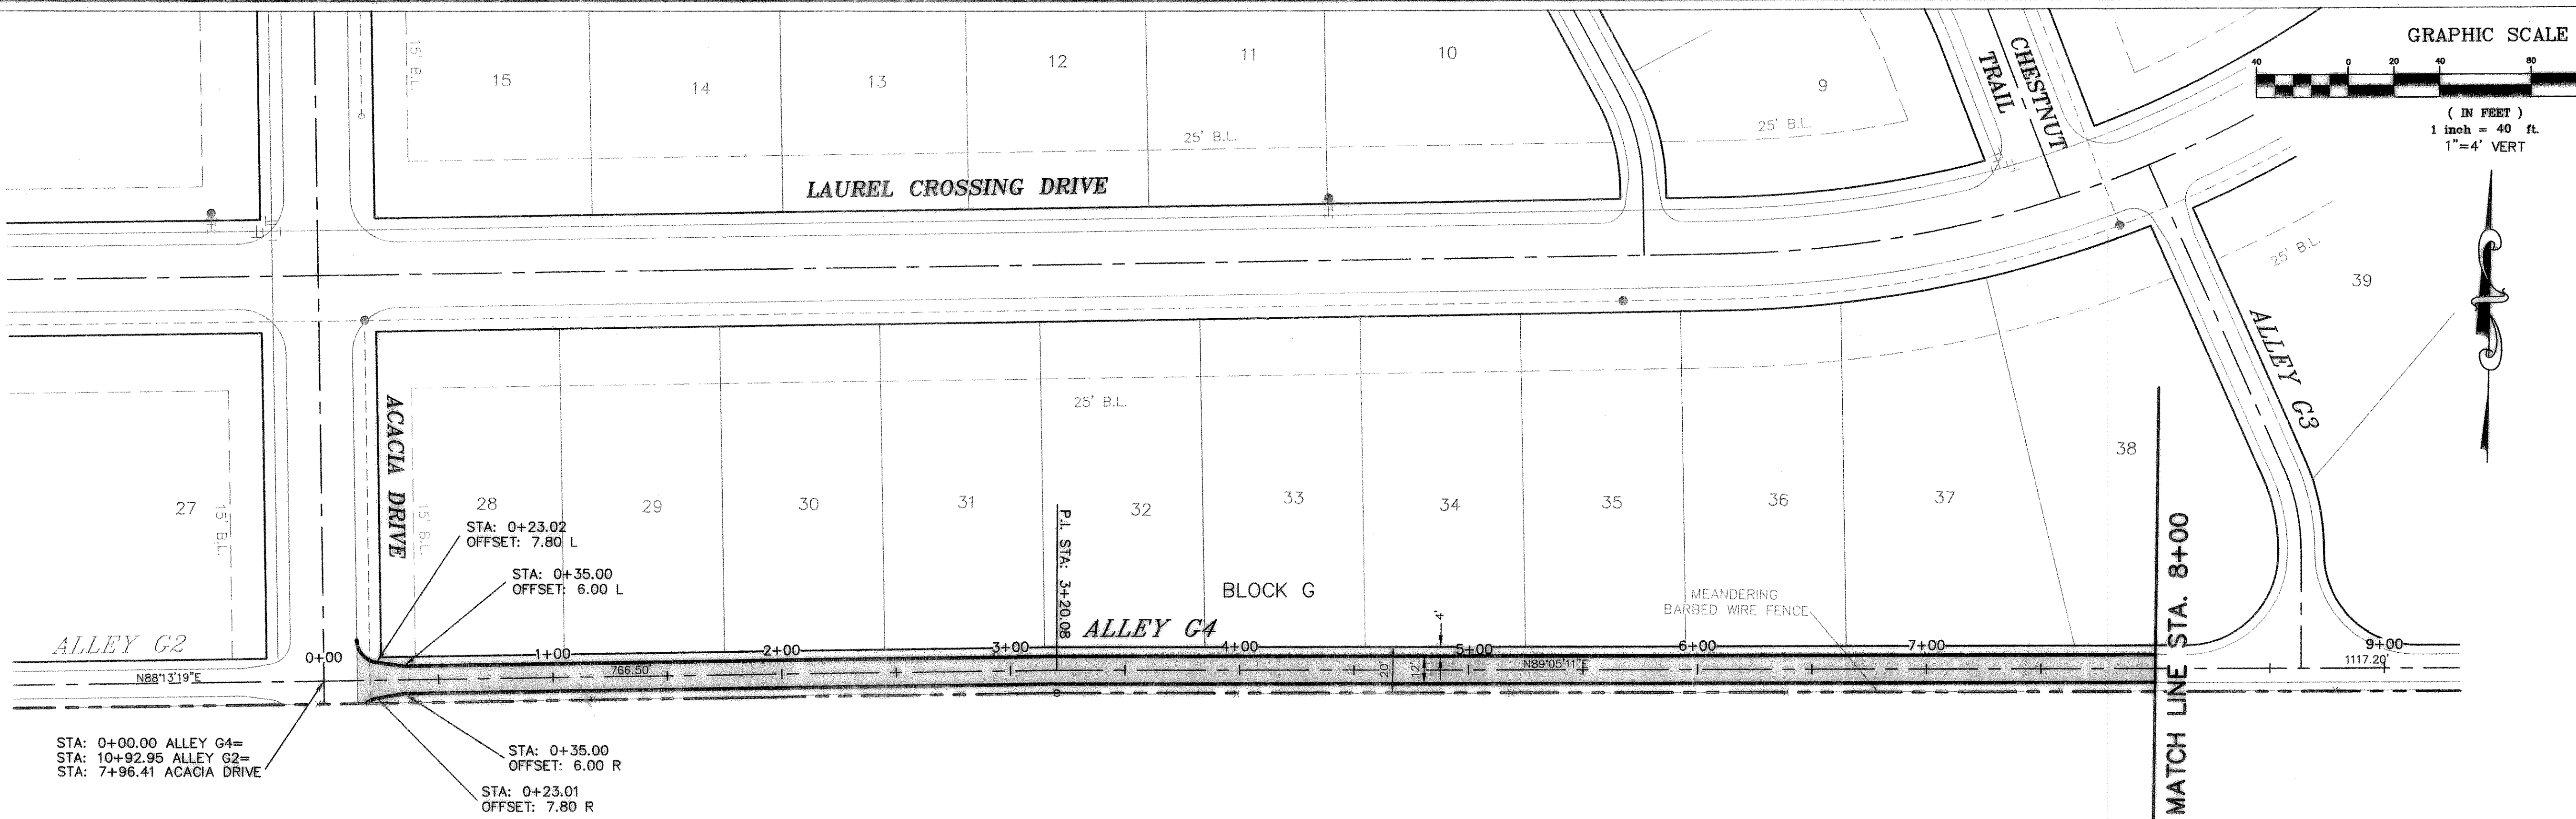 GRAPHIC SCALE
40 0 20 40 80
( IN FEET )
1 inch = 40 ft.
1"=4' VERT
15' B.L.
15
14
13
12
11
10
9
25' B.L.
25' B.L.
CHESTNUT
TRAIL
LAUREL CROSSING DRIVE
25' B.L.
39
ALLEY G3
25' B.L.
ACACIA DRIVE
27
15' B.L.
15' B.L.
28
29
30
31
32
33
34
35
36
37
38
STA: 0+23.02
OFFSET: 7.80 L
STA: 0+35.00
OFFSET: 6.00 L
P.I. STA: 3+20.08
BLOCK G
MEANDERING
BARBED WIRE FENCE
MATCH LINE STA. 8+00
ALLEY G2
ALLEY G4
4'
0+00
1+00
2+00
3+00
4+00
5+00
6+00
7+00
9+00
N88°13'19"E
766.50'
20'
12'
N89°05'11"E
1117.20'
STA: 0+00.00 ALLEY G4=
STA: 10+92.95 ALLEY G2=
STA: 7+96.41 ACACIA DRIVE
STA: 0+35.00
OFFSET: 6.00 R
STA: 0+23.01
OFFSET: 7.80 R